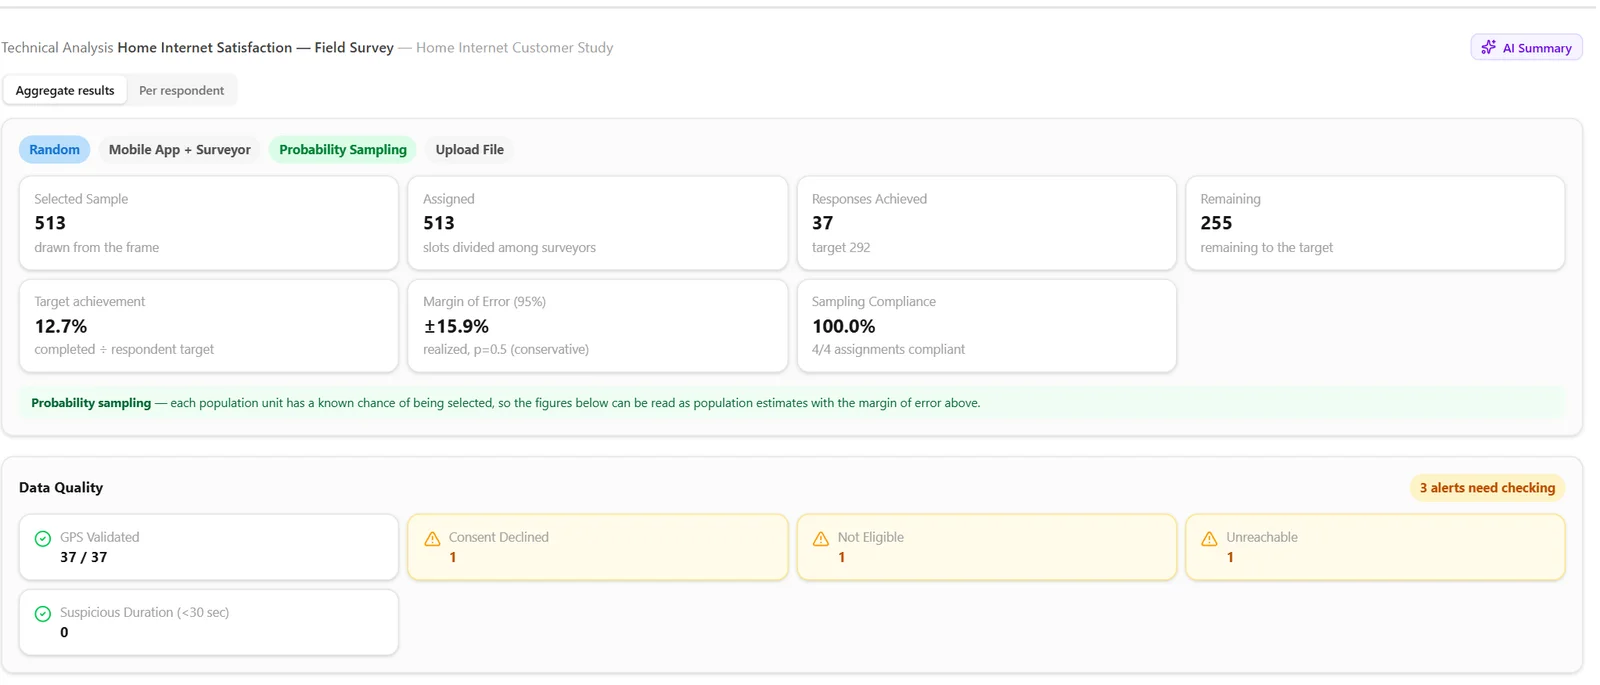 Technical Analysis Home Internet Satisfaction — Field Survey — Home Internet Customer Study
AI Summary
Aggregate results
Per respondent
Random
Mobile App + Surveyor
Probability Sampling
Upload File
Selected Sample
513
drawn from the frame
Assigned
513
slots divided among surveyors
Responses Achieved
37
target 292
Remaining
255
remaining to the target
Target achievement
12.7%
completed ÷ respondent target
Margin of Error (95%)
±15.9%
realized, p=0.5 (conservative)
Sampling Compliance
100.0%
4/4 assignments compliant
Probability sampling — each population unit has a known chance of being selected, so the figures below can be read as population estimates with the margin of error above.
Data Quality
3 alerts need checking
GPS Validated
37 / 37
Consent Declined
1
Not Eligible
1
Unreachable
1
Suspicious Duration (<30 sec)
0